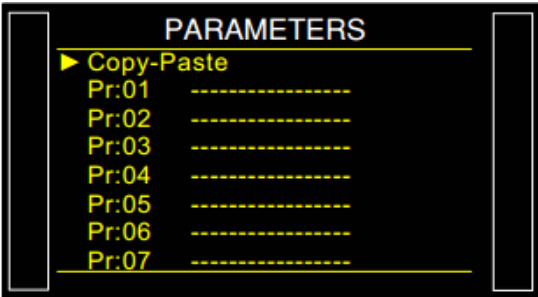 PARAMETERS
► Copy-Paste
Pr:01 -----------------
Pr:02 -----------------
Pr:03 -----------------
Pr:04 -----------------
Pr:05 -----------------
Pr:06 -----------------
Pr:07 -----------------